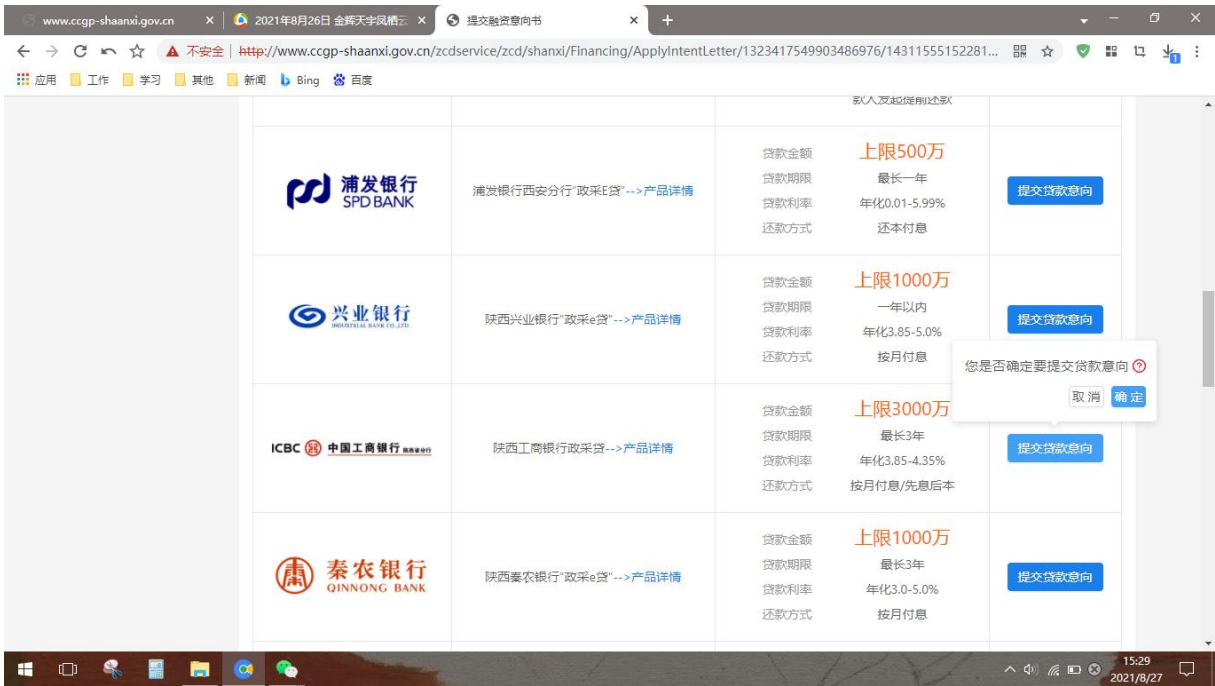 www.ccgp-shaanxi.gov.cn
2021年8月26日 金辉天宇凤栖云
提交融资意向书
不安全
http://www.ccgp-shaanxi.gov.cn/zcdservice/zcd/shanxi/Financing/ApplyIntentLetter/1323417549903486976/14311555152281...
1
应用 工作 学习 其他 新闻 Bing 百度
款人发起提前还款
浦发银行
SPD BANK
浦发银行西安分行"政采E贷"-->产品详情
贷款金额 上限500万
贷款期限 最长一年
贷款利率 年化0.01-5.99%
还款方式 还本付息
提交贷款意向
兴业银行
INDUSTRIAL BANK CO.,LTD.
陕西兴业银行"政采e贷"-->产品详情
贷款金额 上限1000万
贷款期限 一年以内
贷款利率 年化3.85-5.0%
还款方式 按月付息
提交贷款意向
您是否确定要提交贷款意向
取消 确定
ICBC 中国工商银行
陕西工商银行政采贷-->产品详情
贷款金额 上限3000万
贷款期限 最长3年
贷款利率 年化3.85-4.35%
还款方式 按月付息/先息后本
提交贷款意向
秦农银行
QINNONG BANK
陕西秦农银行"政采e贷"-->产品详情
贷款金额 上限1000万
贷款期限 最长3年
贷款利率 年化3.0-5.0%
还款方式 按月付息
提交贷款意向
15:29
2021/8/27